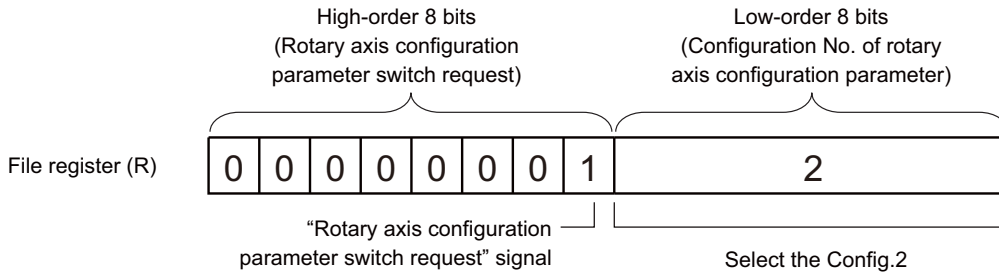 High-order 8 bits
(Rotary axis configuration
parameter switch request)
Low-order 8 bits
(Configuration No. of rotary
axis configuration parameter)
File register (R)
0 0 0 0 0 0 0 1 2
“Rotary axis configuration
parameter switch request” signal
Select the Config.2